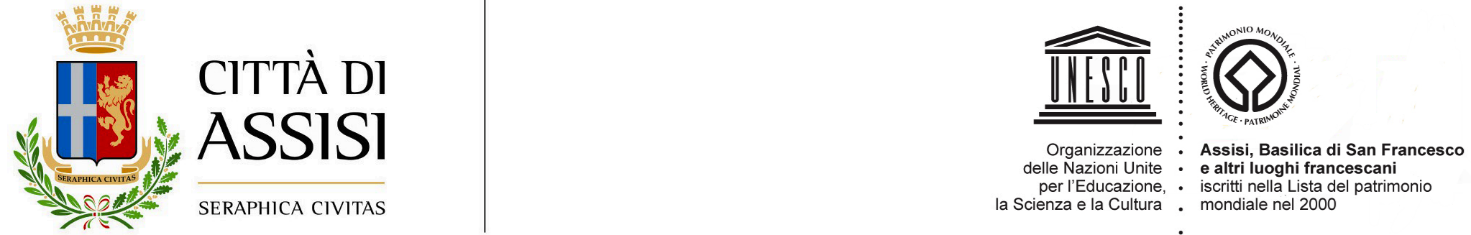 SERAPHICA CIVITAS
CITTÀ DI
ASSISI
SERAPHICA CIVITAS
UNESCO
Organizzazione
delle Nazioni Unite
per l'Educazione,
la Scienza e la Cultura
PATRIMONIO MONDIALE · WORLD HERITAGE · PATRIMOINE MONDIAL ·
Assisi, Basilica di San Francesco
e altri luoghi francescani
iscritti nella Lista del patrimonio
mondiale nel 2000